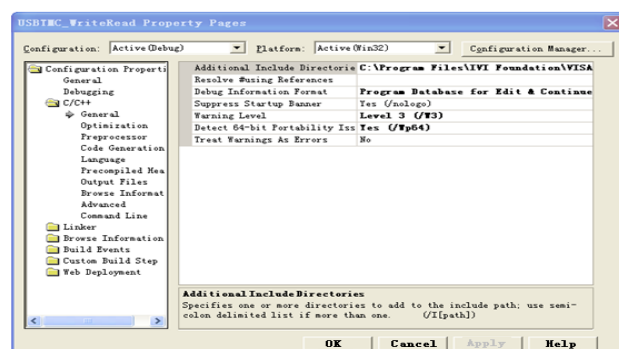 USBTMC_WriteRead Property Pages
Configuration: Active(Debug) Platform: Active(Win32) Configuration Manager...
Configuration Properti
General
Debugging
C/C++
General
Optimization
Preprocessor
Code Generation
Language
Precompiled Hea
Output Files
Browse Informat
Advanced
Command Line
Linker
Browse Information
Build Events
Custom Build Step
Web Deployment
Additional Include Directorie C:\Program Files\IVI Foundation\VISA
Resolve #using References
Debug Information Format Program Database for Edit & Continue
Suppress Startup Banner Yes (/nologo)
Warning Level Level 3 (/W3)
Detect 64-bit Portability Iss Yes (/Wp64)
Treat Warnings As Errors No
Additional Include Directories
Specifies one or more directories to add to the include path; use semi-
colon delimited list if more than one. (/I[path])
OK Cancel Apply Help